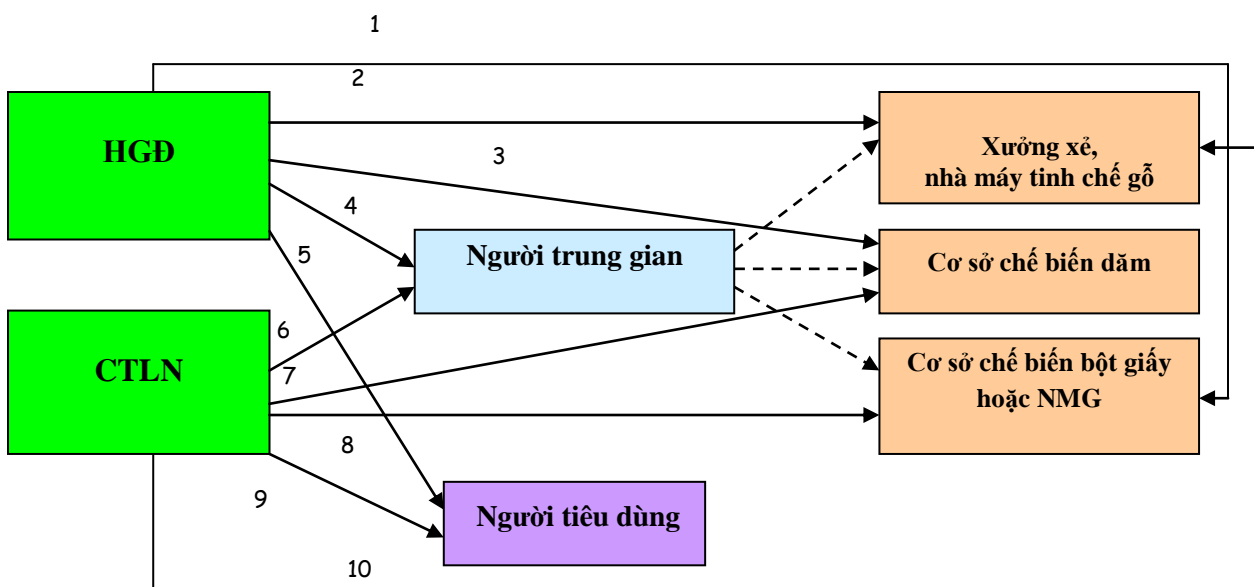 1
2
HGĐ
Xưởng xẻ,
nhà máy tinh chế gỗ
3
4
5
Người trung gian
Cơ sở chế biến dăm
6
CTLN
7
Cơ sở chế biến bột giấy
hoặc NMG
8
9
Người tiêu dùng
10